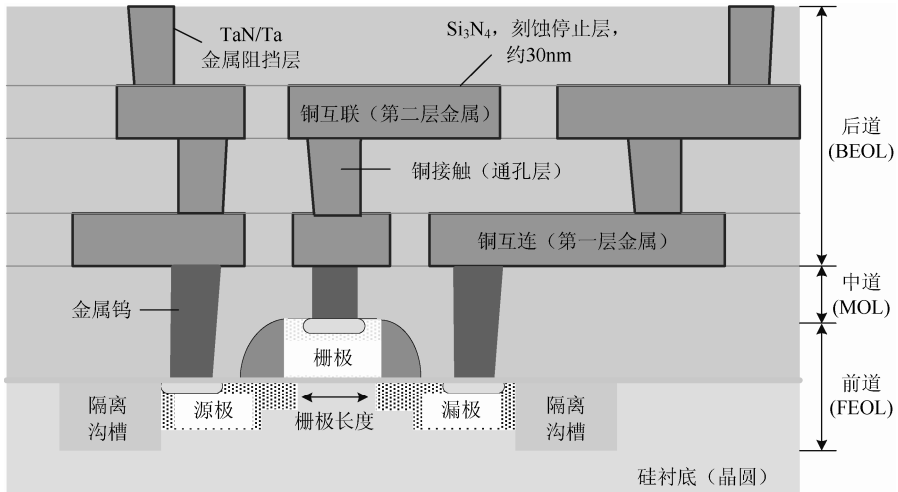 TaN/Ta
金属阻挡层
Si₃N₄，刻蚀停止层，
约30nm
铜互联（第二层金属）
后道
(BEOL)
铜接触（通孔层）
铜互连（第一层金属）
金属钨
中道
(MOL)
栅极
前道
(FEOL)
隔离
沟槽
源极
栅极长度
漏极
隔离
沟槽
硅衬底（晶圆）